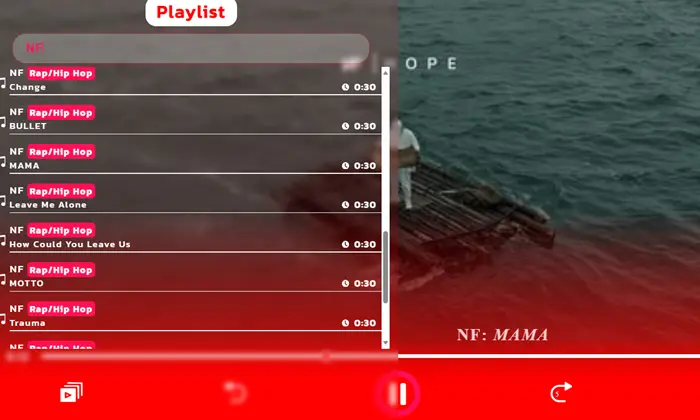 Playlist
NF
NF Rap/Hip Hop
Change 0:30
NF Rap/Hip Hop
BULLET 0:30
NF Rap/Hip Hop
MAMA 0:30
NF Rap/Hip Hop
Leave Me Alone 0:30
NF Rap/Hip Hop
How Could You Leave Us 0:30
NF Rap/Hip Hop
MOTTO 0:30
NF Rap/Hip Hop
Trauma 0:30
NF Rap/Hip Hop
OPE
NF: MAMA
5